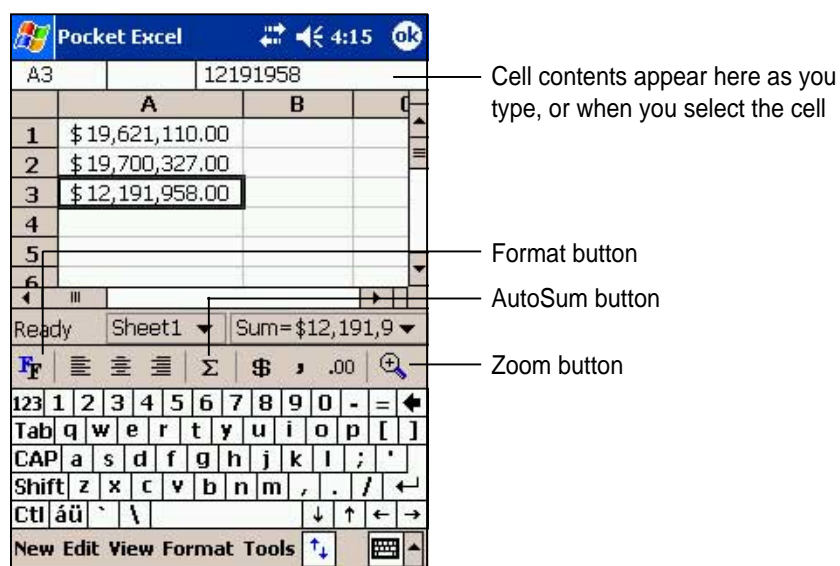 Pocket Excel 4:15 ok
A3 12191958
Cell contents appear here as you
type, or when you select the cell
A B
1 $19,621,110.00
2 $19,700,327.00
3 $12,191,958.00
4
5
6
Format button
AutoSum button
Ready Sheet1 Sum=$12,191,9
FF Σ $ , .00
Zoom button
123 1 2 3 4 5 6 7 8 9 0 - =
Tab q w e r t y u i o p [ ]
CAP a s d f g h j k l ; '
Shift z x c v b n m , . /
Ctl áü ` \ ↓ ↑ ← →
New Edit View Format Tools